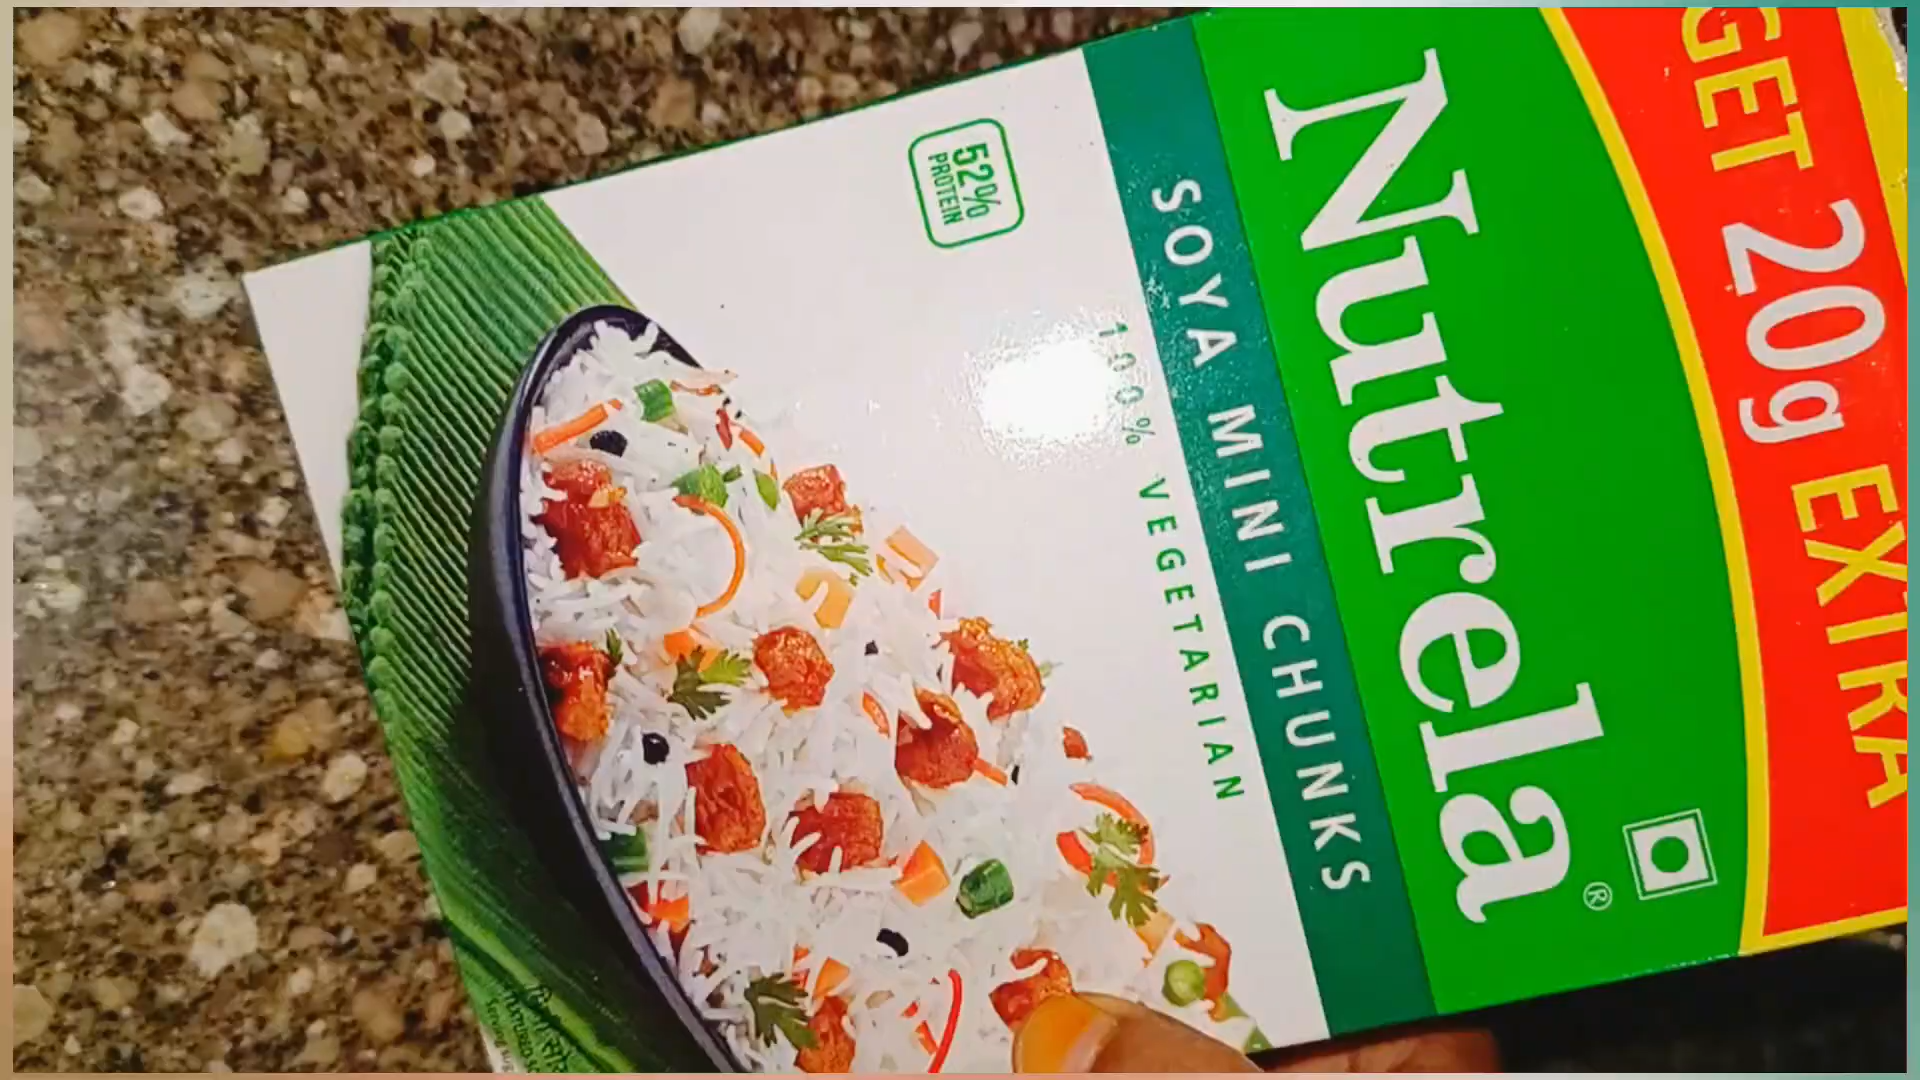 GET 20g EXTRA
Nutrela®
SOYA MINI CHUNKS
100% VEGETARIAN
52%
PROTEIN